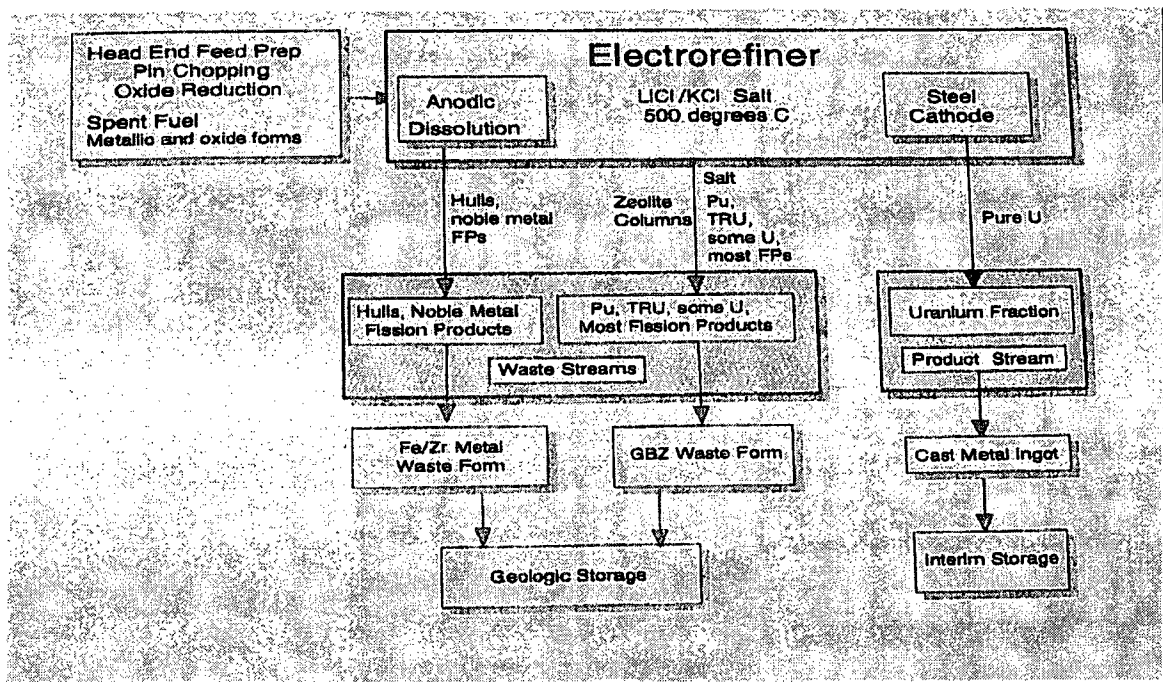 Head End Feed Prep
Pin Chopping
Oxide Reduction
Spent Fuel
Metallic and oxide forms
Electrorefiner
Anodic
Dissolution
LiCl/KCl Salt
500 degrees C
Steel
Cathode
Hulls,
noble metal
FPs
Zeolite
Columns
Salt
Pu,
TRU,
some U,
most FPs
Pure U
Hulls, Noble Metal
Fission Products
Pu, TRU, some U,
Most Fission Products
Waste Streams
Uranium Fraction
Product Stream
Fe/Zr Metal
Waste Form
GBZ Waste Form
Cast Metal Ingot
Geologic Storage
Interim Storage